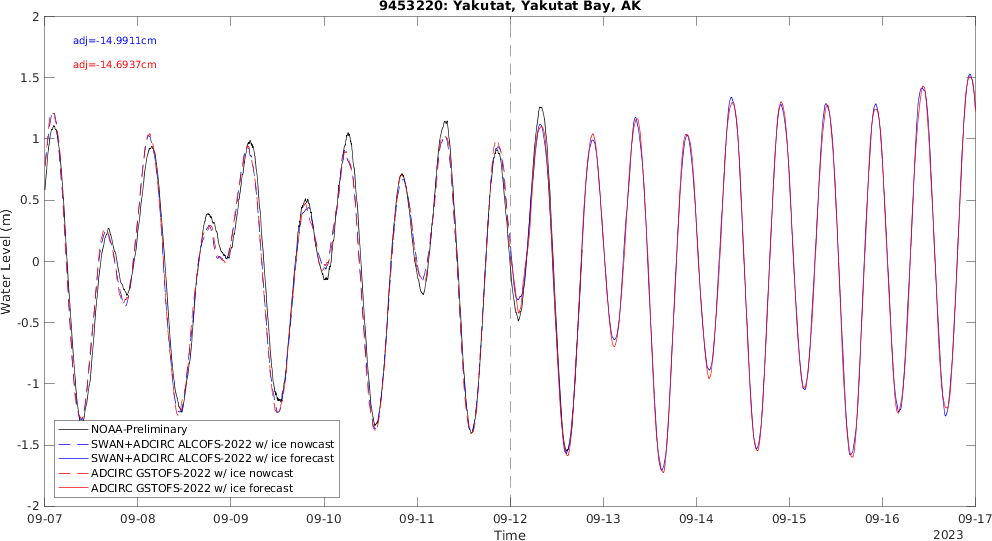 9453220: Yakutat, Yakutat Bay, AK
adj=-14.9911cm
adj=-14.6937cm
Water Level (m)
2
1.5
1
0.5
0
-0.5
-1
-1.5
-2
NOAA-Preliminary
SWAN+ADCIRC ALCOFS-2022 w/ ice nowcast
SWAN+ADCIRC ALCOFS-2022 w/ ice forecast
ADCIRC GSTOFS-2022 w/ ice nowcast
ADCIRC GSTOFS-2022 w/ ice forecast
09-07 09-08 09-09 09-10 09-11 09-12 09-13 09-14 09-15 09-16 09-17
Time
2023